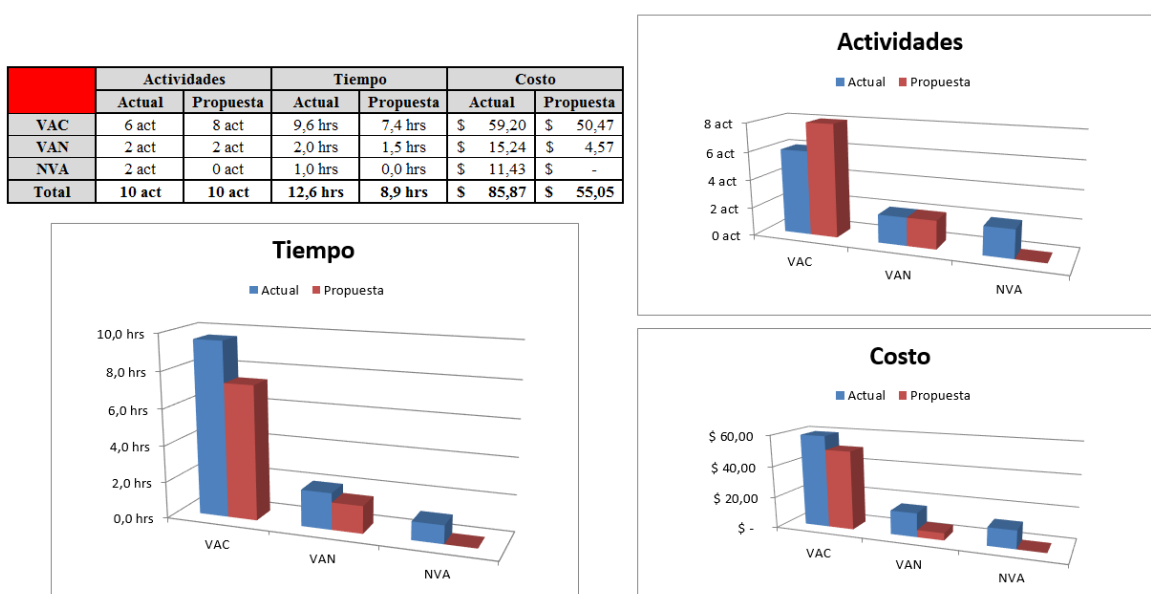 Actividades Tiempo Costo
Actual Propuesta Actual Propuesta Actual Propuesta
VAC 6 act 8 act 9,6 hrs 7,4 hrs $ 59,20 $ 50,47
VAN 2 act 2 act 2,0 hrs 1,5 hrs $ 15,24 $ 4,57
NVA 2 act 0 act 1,0 hrs 0,0 hrs $ 11,43 $ -
Total 10 act 10 act 12,6 hrs 8,9 hrs $ 85,87 $ 55,05
Actividades
Actual Propuesta
8 act
6 act
4 act
2 act
0 act
VAC
VAN
NVA
Tiempo
Actual Propuesta
10,0 hrs
8,0 hrs
6,0 hrs
4,0 hrs
2,0 hrs
0,0 hrs
VAC
VAN
NVA
Costo
Actual Propuesta
$ 60,00
$ 40,00
$ 20,00
$ -
VAC
VAN
NVA